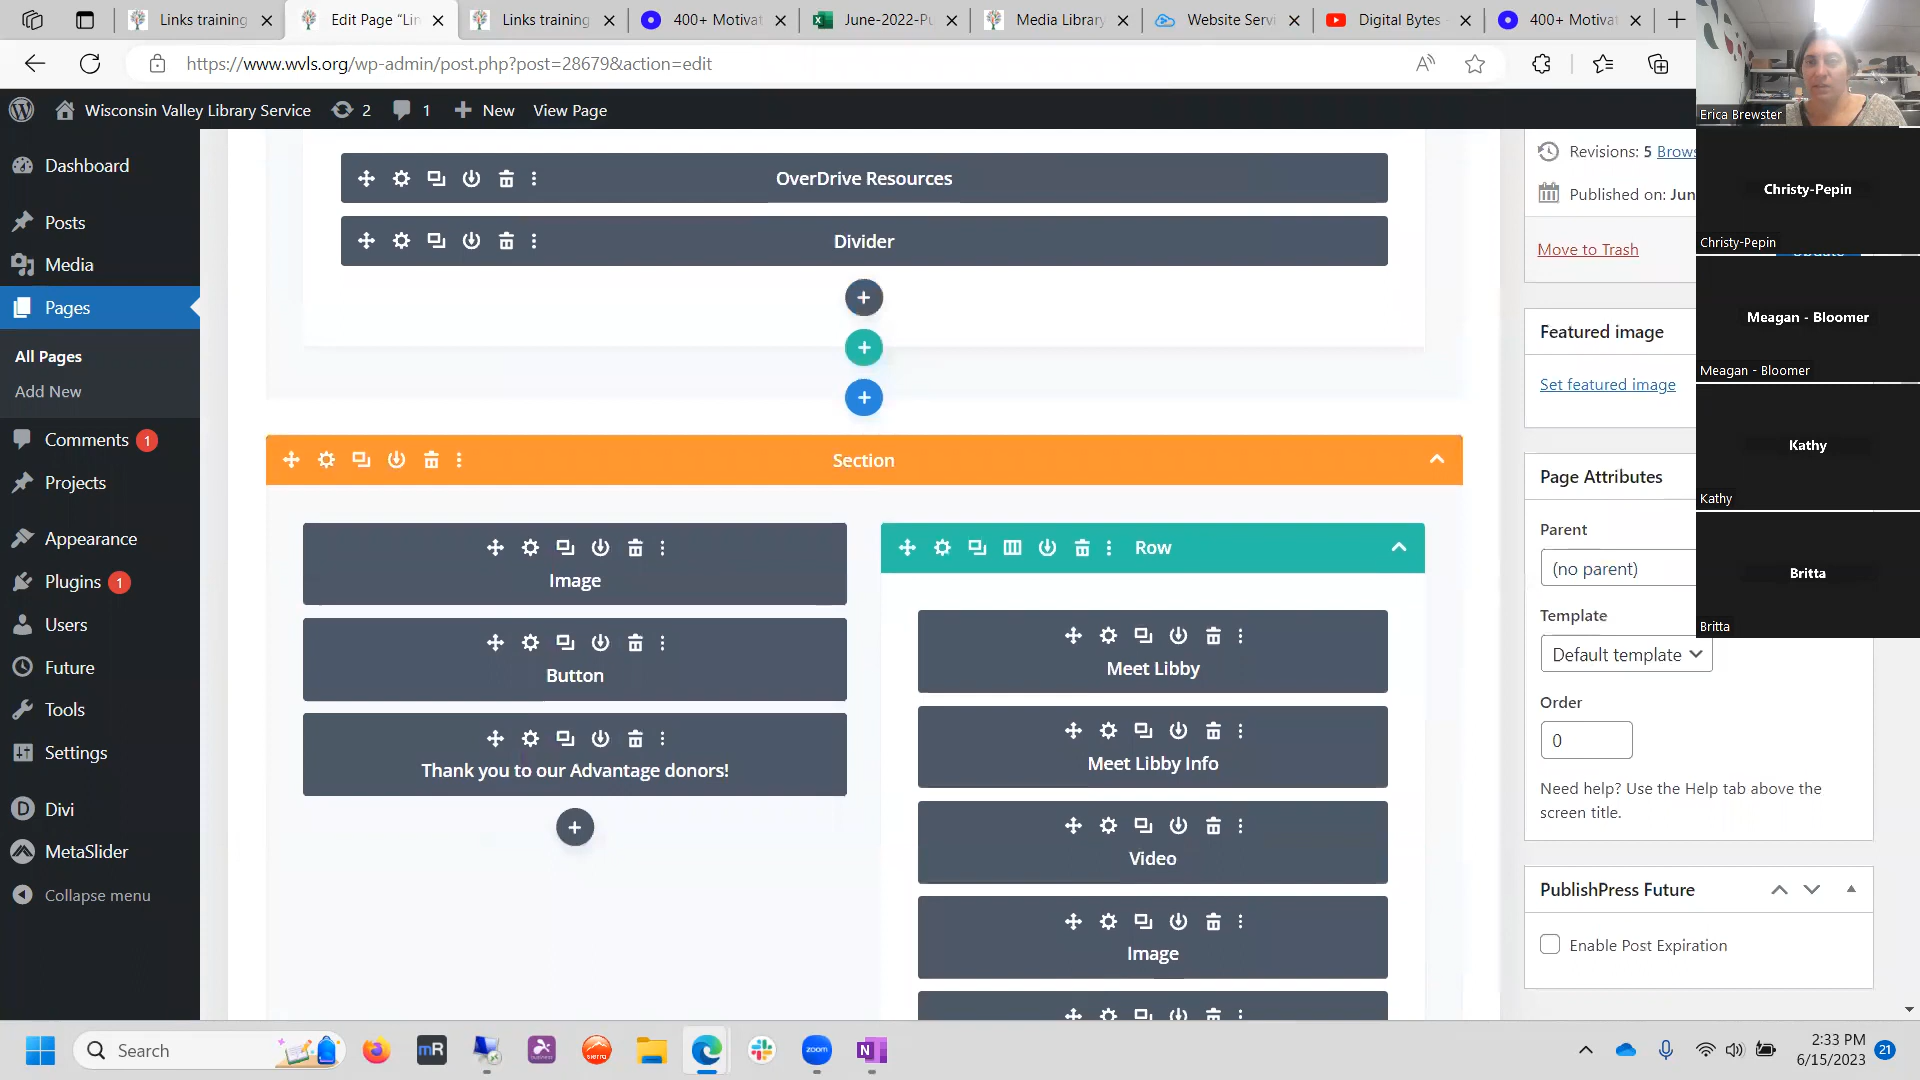 Links training
Edit Page “Lin
Links training
400+ Motivat
June-2022-Pu
Media Library
Website Servi
Digital Bytes -
400+ Motivat
https://www.wvls.org/wp-admin/post.php?post=28679&action=edit
Wisconsin Valley Library Service
2
1
New
View Page
Dashboard
Posts
Media
Pages
All Pages
Add New
Comments 1
Projects
Appearance
Plugins 1
Users
Future
Tools
Settings
Divi
MetaSlider
Collapse menu
OverDrive Resources
Divider
Section
Image
Button
Thank you to our Advantage donors!
Row
Meet Libby
Meet Libby Info
Video
Image
Revisions: 5 Brows
Published on: Jun
Move to Trash
Featured image
Set featured image
Page Attributes
Parent
(no parent)
Template
Default template
Order
0
Need help? Use the Help tab above the
screen title.
PublishPress Future
Enable Post Expiration
Erica Brewster
Christy-Pepin
Christy-Pepin
Meagan - Bloomer
Meagan - Bloomer
Kathy
Kathy
Britta
Britta
Search
mR
sierra
zoom
N
2:33 PM
6/15/2023
21